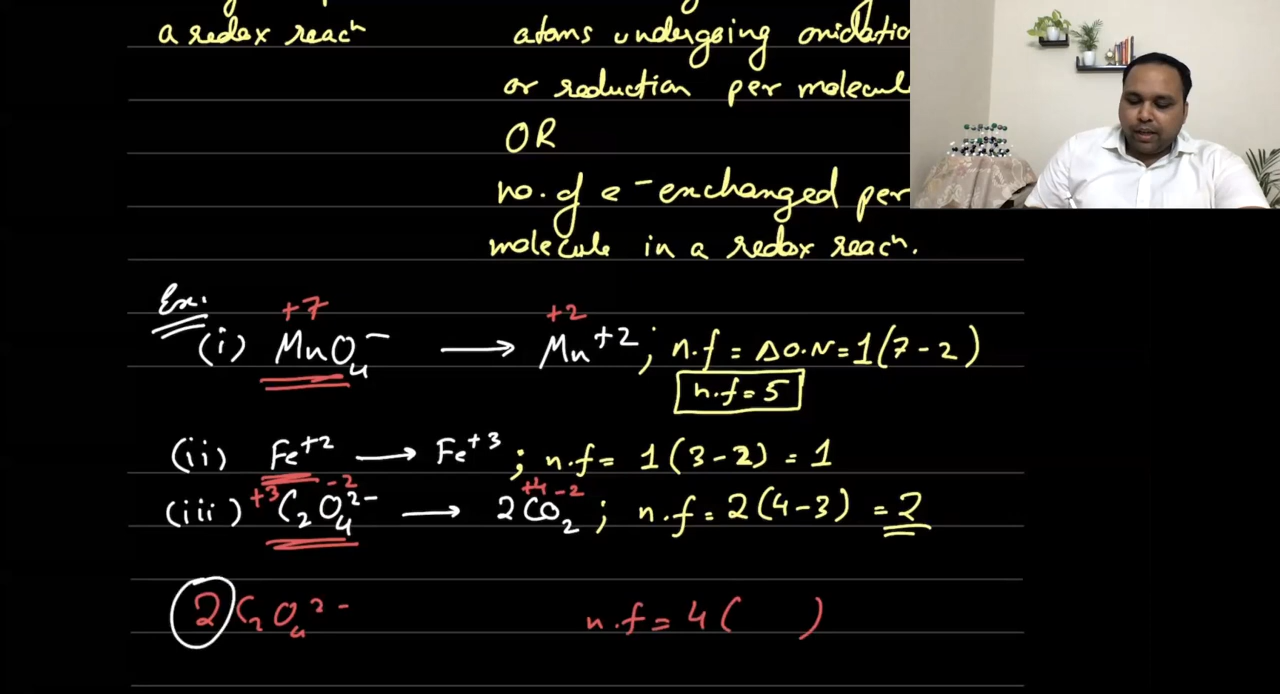 a redox reacⁿ
atoms undergoing oxidatio
or reduction per molecul
OR
no. of e⁻ exchanged per
molecule in a redox reacⁿ.
Ex.
+7 +2
(i) MnO₄⁻ ⟶ Mn⁺² ; n.f = ΔO.N = 1(7-2)
n.f = 5
(ii) Fe⁺² ⟶ Fe⁺³ ; n.f = 1(3-2) = 1
+3 -2 +4 -2
(iii) C₂O₄²⁻ ⟶ 2CO₂ ; n.f = 2(4-3) = 2
2C₂O₄²⁻ n.f = 4( )